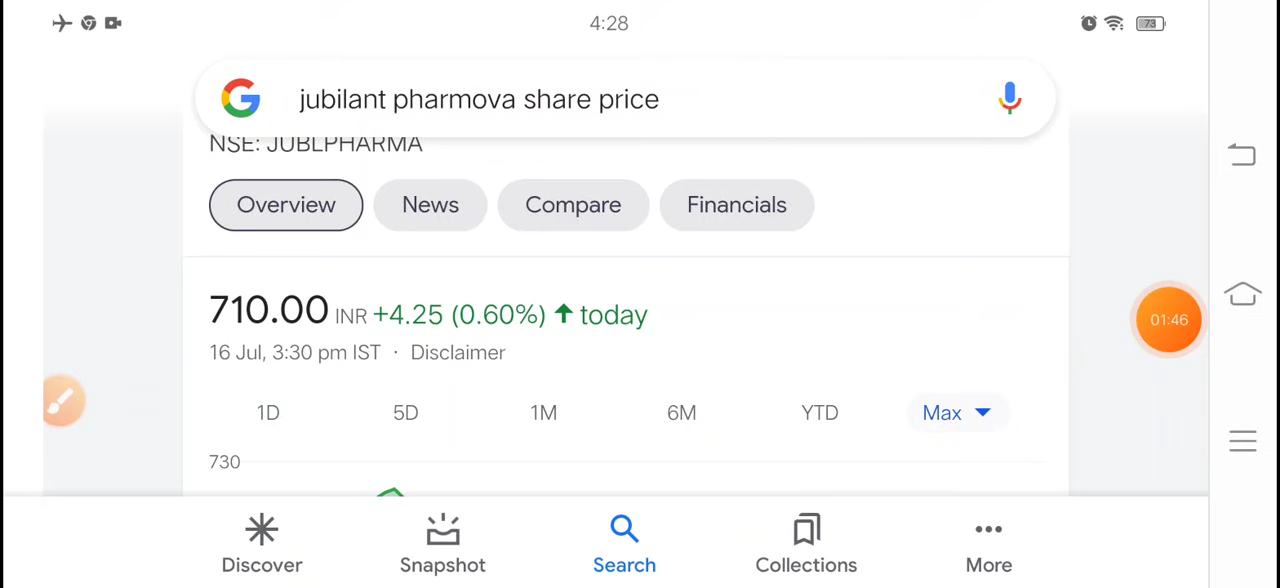 4:28
73
jubilant pharmova share price
NSE: JUBLPHARMA
Overview News Compare Financials
710.00 INR +4.25 (0.60%) ↑ today
16 Jul, 3:30 pm IST · Disclaimer
01:46
1D 5D 1M 6M YTD Max
730
Discover Snapshot Search Collections More